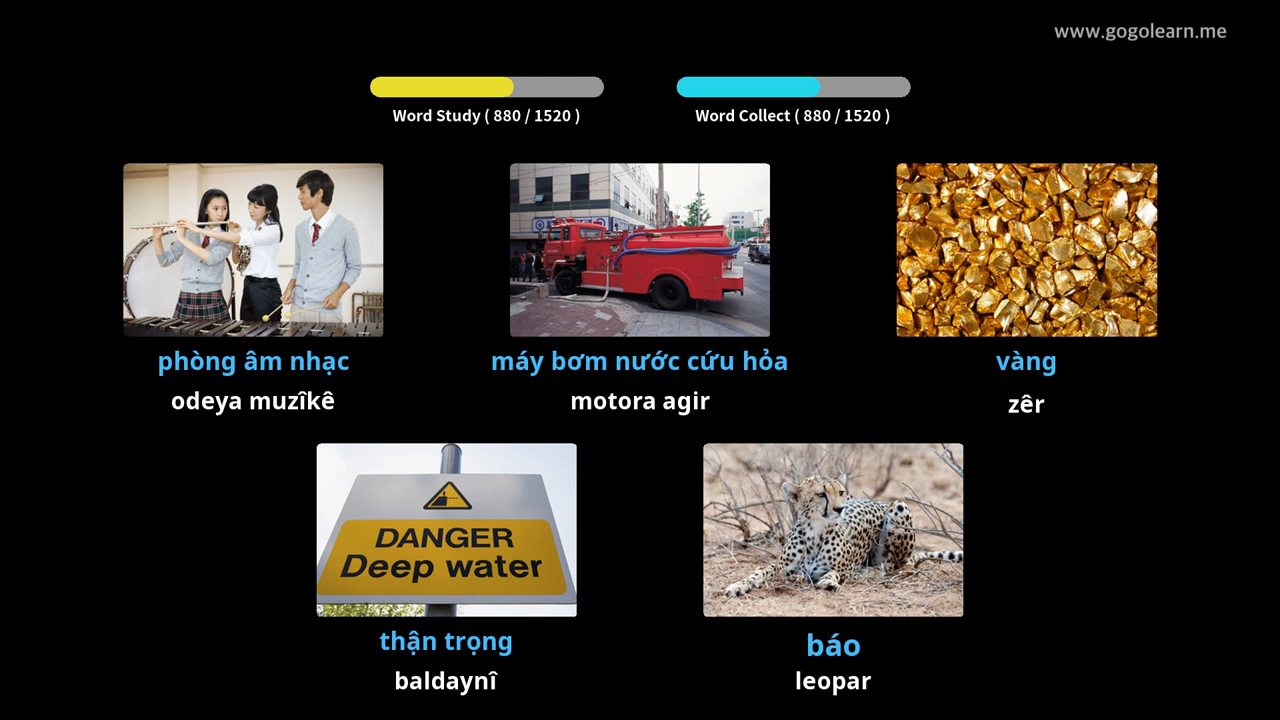 www.gogolearn.me
Word Study ( 880 / 1520 )
Word Collect ( 880 / 1520 )
phòng âm nhạc
odeya muzîkê
máy bơm nước cứu hỏa
motora agir
vàng
zêr
DANGER
Deep water
thận trọng
baldaynî
báo
leopar